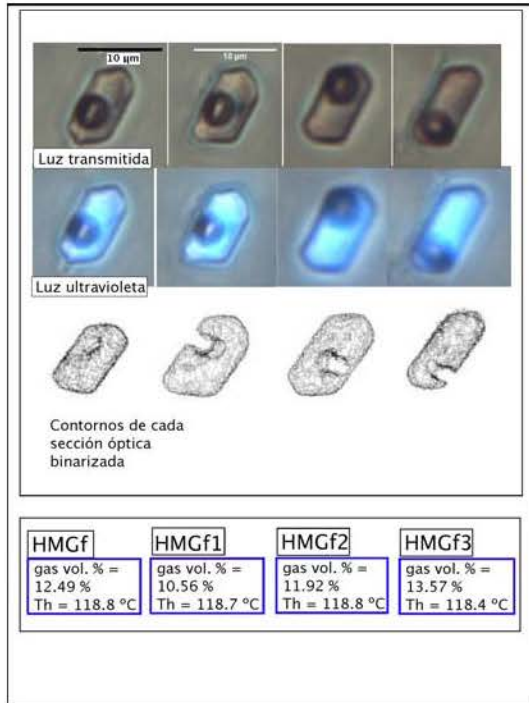 10 µm
10 µm
Luz transmitida
Luz ultravioleta
Contornos de cada
sección óptica
binarizada
HMGf
gas vol. % =
12.49 %
Th = 118.8 ºC
HMGf1
gas vol. % =
10.56 %
Th = 118.7 ºC
HMGf2
gas vol. % =
11.92 %
Th = 118.8 ºC
HMGf3
gas vol. % =
13.57 %
Th = 118.4 ºC